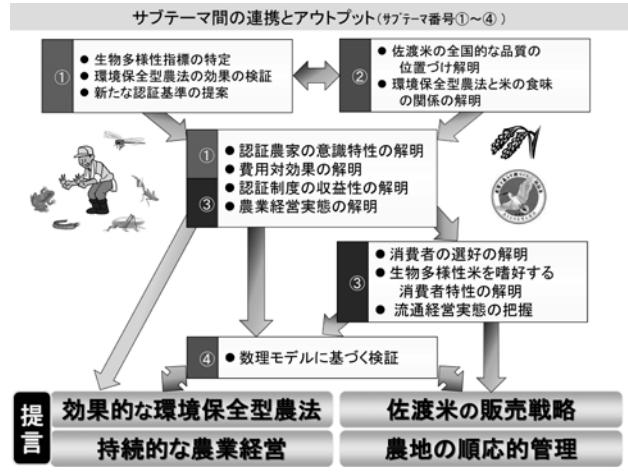 サブテーマ間の連携とアウトプット(サブテーマ番号①~④)
①
● 生物多様性指標の特定
● 環境保全型農法の効果の検証
● 新たな認証基準の提案
②
● 佐渡米の全国的な品質の
位置づけ解明
● 環境保全型農法と米の食味
の関係の解明
①
③
● 認証農家の意識特性の解明
● 費用対効果の解明
● 認証制度の収益性の解明
● 農業経営実態の解明
③
● 消費者の選好の解明
● 生物多様性米を嗜好する
消費者特性の解明
● 流通経営実態の把握
④
● 数理モデルに基づく検証
提言
効果的な環境保全型農法
佐渡米の販売戦略
持続的な農業経営
農地の順応的管理